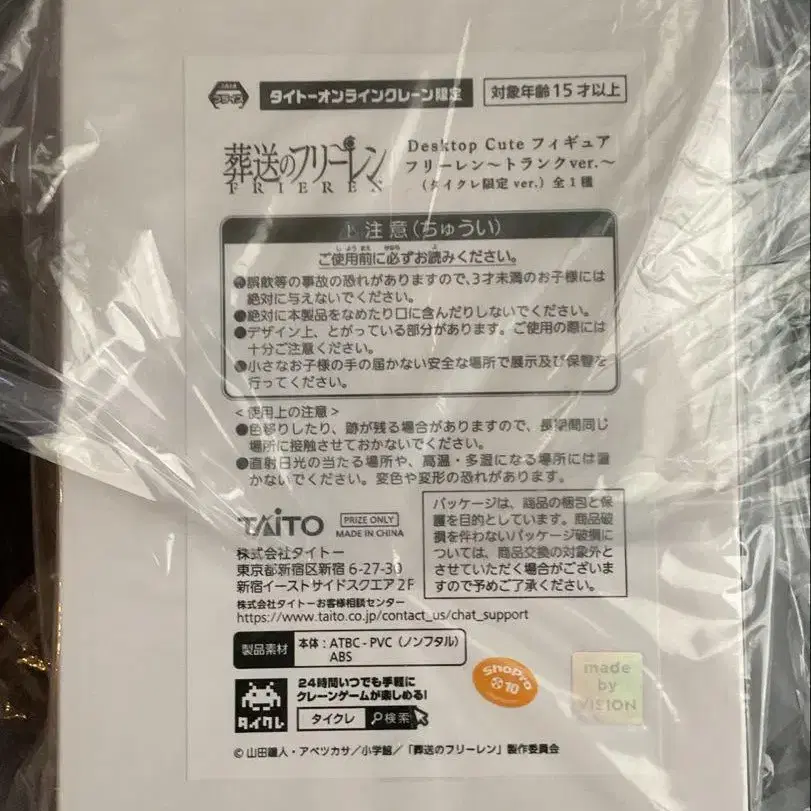 プライズ
タイトーオンラインクレーン限定
対象年齢15才以上
葬送のフリーレン
FRIEREN
Desktop Cute フィギュア
フリーレン～トランクver.～
(タイクレ限定 ver.) 全1種
注意(ちゅうい)
ご使用前に必ずお読みください。
●誤飲等の事故の恐れがありますので、3才未満のお子様には
絶対に与えないでください。
●絶対に本製品をなめたり口に含んだりしないでください。
●デザイン上、とがっている部分があります。ご使用の際には
十分ご注意ください。
●小さなお子様の手の届かない安全な場所で展示及び保管を
行ってください。
<使用上の注意>
●色移りしたり、跡が残る場合がありますので、長時間同じ
場所に接触させておかないでください。
●直射日光の当たる場所や、高温・多湿になる場所には置
かないでください。変色や変形の恐れがあります。
TAITO
PRIZE ONLY
MADE IN CHINA
株式会社タイトー
東京都新宿区新宿 6-27-30
新宿イーストサイドスクエア 2F
株式会社タイトーお客様相談センター
https://www.taito.co.jp/contact_us/chat_support
パッケージは、商品の梱包と保
護を目的としています。商品破
損を伴わないパッケージ破損に
ついては、商品交換の対象外と
させていただく場合がございま
すので予めご了承ください。
製品素材
本体:ATBC-PVC (ノンフタル)
ABS
タイクレ
24時間いつでも手軽に
クレーンゲームが楽しめる!
タイクレ 検索
ShoPro
10
made
by
VISION
© 山田鐘人・アベツカサ/小学館/「葬送のフリーレン」製作委員会